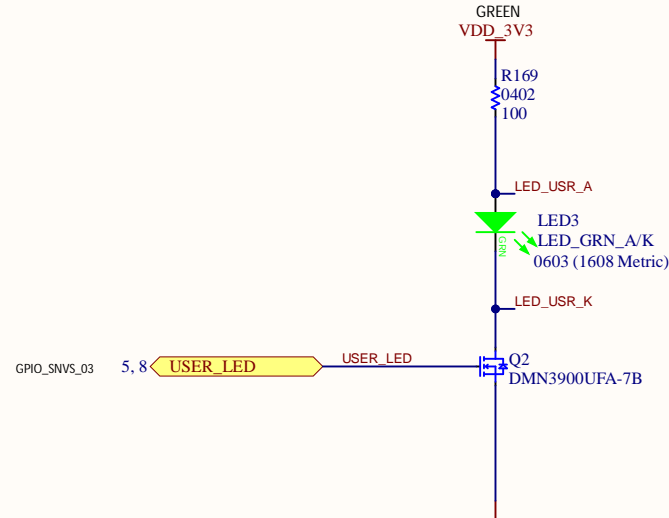 GREEN
VDD_3V3
R169
0402
100
LED_USR_A
LED3
LED_GRN_A/K
GRN
0603 (1608 Metric)
LED_USR_K
GPIO_SNVS_03
5, 8
USER_LED
USER_LED
Q2
DMN3900UFA-7B